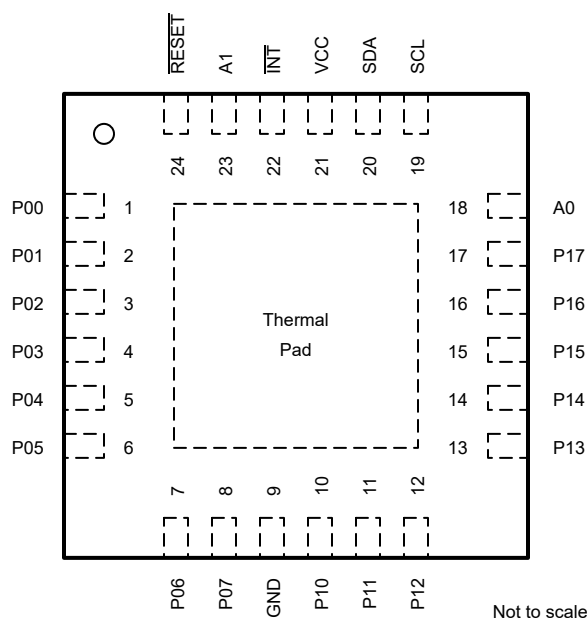 RESET A1 INT VCC SDA SCL
24 23 22 21 20 19
P00 1 18 A0
P01 2 17 P17
P02 3 16 P16
P03 4 15 P15
P04 5 14 P14
P05 6 13 P13
Thermal
Pad
7 8 9 10 11 12
P06 P07 GND P10 P11 P12
Not to scale